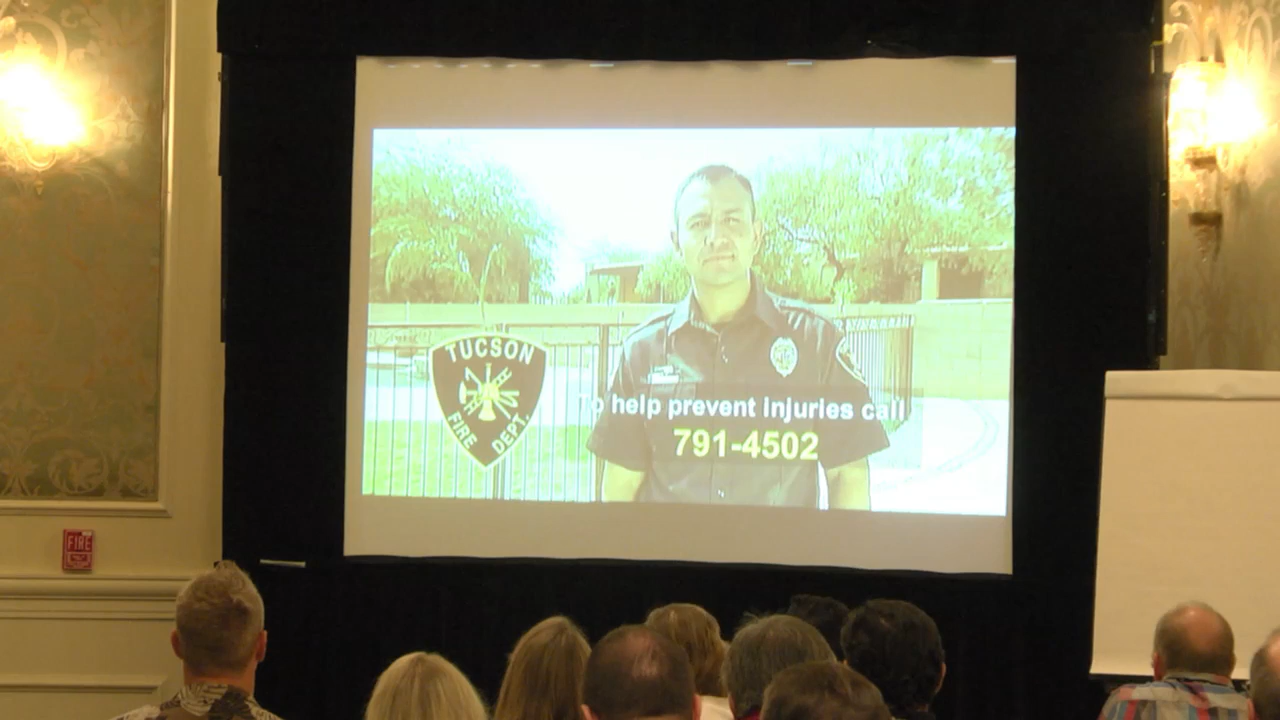 TUCSON
FIRE DEPT.
To help prevent injuries call
791-4502
FIRE